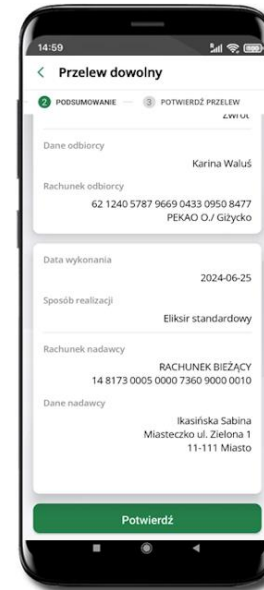 14:59
Przelew dowolny
2 PODSUMOWANIE 3 POTWIERDŹ PRZELEW
Zwrot
Dane odbiorcy
Karina Waluś
Rachunek odbiorcy
62 1240 5787 9669 0433 0950 8477
PEKAO O./ Giżycko
Data wykonania
2024-06-25
Sposób realizacji
Eliksir standardowy
Rachunek nadawcy
RACHUNEK BIEŻĄCY
14 8173 0005 0000 7360 9000 0010
Dane nadawcy
Ikasińska Sabina
Miasteczko ul. Zielona 1
11-111 Miasto
Potwierdź